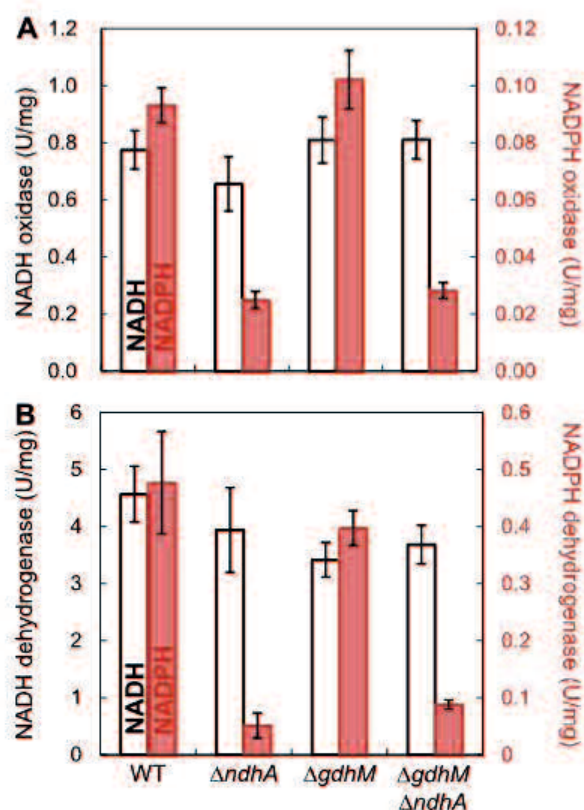 A
NADH oxidase (U/mg)
1.2
1.0
0.8
0.6
0.4
0.2
0.0
NADH
NADPH
0.12
0.10
0.08
0.06
0.04
0.02
0.00
NADPH oxidase (U/mg)
B
NADH dehydrogenase (U/mg)
6
5
4
3
2
1
0
NADH
NADPH
0.6
0.5
0.4
0.3
0.2
0.1
0
NADPH dehydrogenase (U/mg)
WT
ΔndhA
ΔgdhM
ΔgdhM
ΔndhA